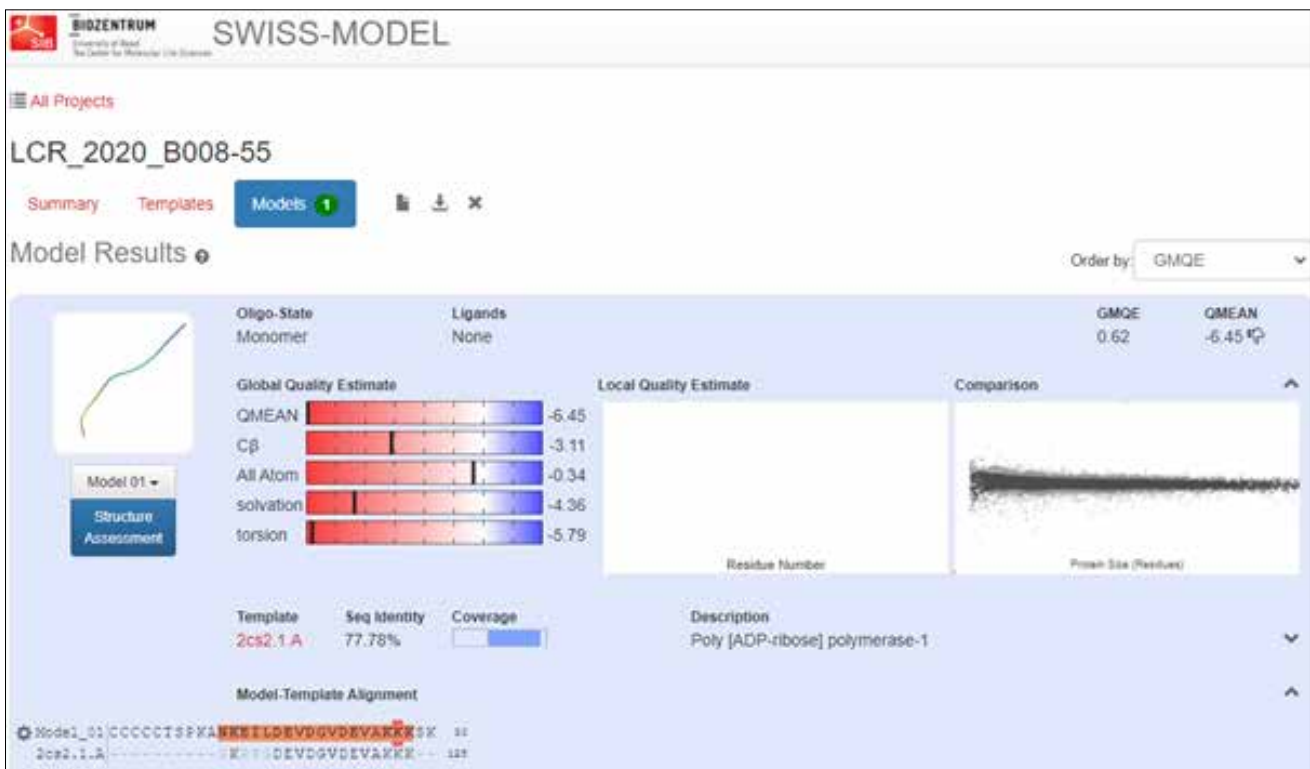 BIOZENTRUM
SWISS-MODEL
All Projects
LCR_2020_B008-55
Summary Templates Models 1
Model Results
Order by: GMQE
Oligo-State Ligands GMQE QMEAN
Monomer None 0.62 -6.45
Global Quality Estimate Local Quality Estimate Comparison
QMEAN -6.45
Cβ -3.11
All Atom -0.34
solvation -4.36
torsion -5.79
Model 01
Structure
Assessment
Residue Number Protein Size (Residues)
Template Seq Identity Coverage Description
2cs2.1.A 77.78% Poly [ADP-ribose] polymerase-1
Model-Template Alignment
Model_01 CCCCCTSPKANKEILDEVDGVDEVAKKKSK
2cs2.1.A DEVDGVDEVAKKK